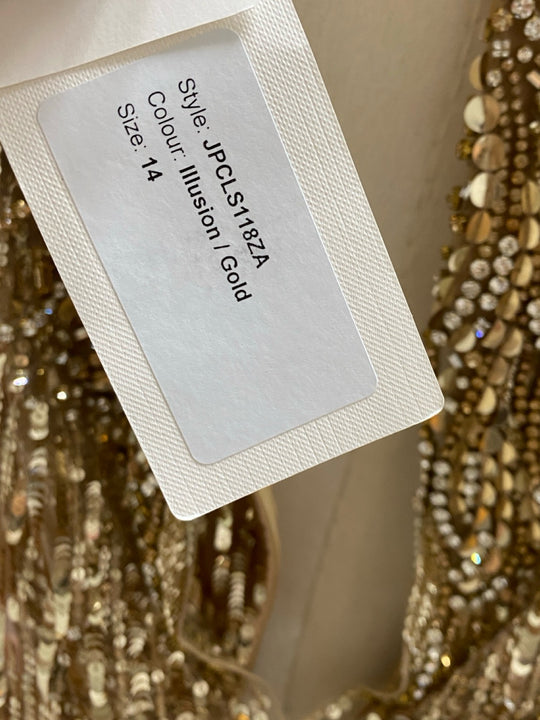 Style: JPCLS118ZA
Colour: Illusion / Gold
Size: 14